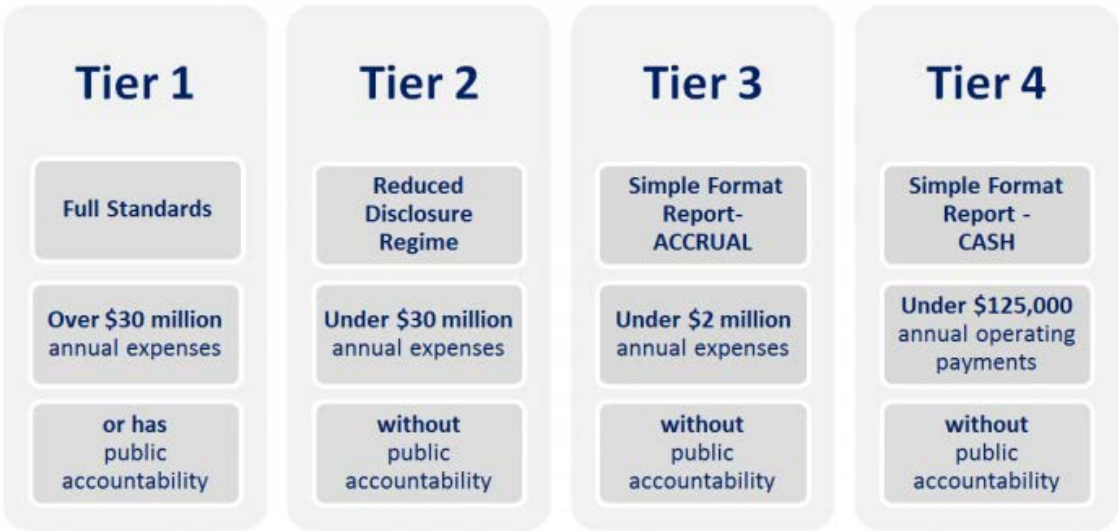 Tier 1
Full Standards
Over $30 million
annual expenses
or has
public
accountability
Tier 2
Reduced
Disclosure
Regime
Under $30 million
annual expenses
without
public
accountability
Tier 3
Simple Format
Report-
ACCRUAL
Under $2 million
annual expenses
without
public
accountability
Tier 4
Simple Format
Report -
CASH
Under $125,000
annual operating
payments
without
public
accountability